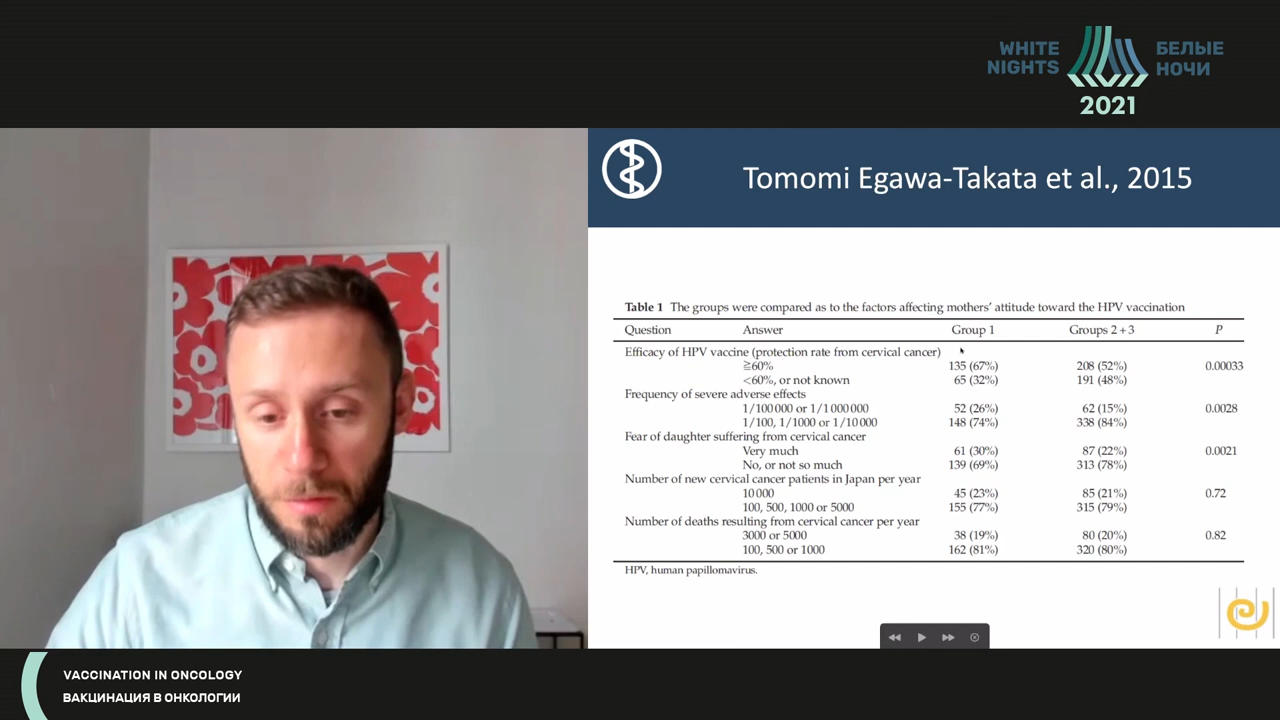 WHITE NIGHTS
БЕЛЫЕ НОЧИ
2021
Tomomi Egawa-Takata et al., 2015
Table 1 The groups were compared as to the factors affecting mothers' attitude toward the HPV vaccination
Question Answer Group 1 Groups 2 + 3 P
Efficacy of HPV vaccine (protection rate from cervical cancer)
≧60% 135 (67%) 208 (52%) 0.00033
<60%, or not known 65 (32%) 191 (48%)
Frequency of severe adverse effects
1/100 000 or 1/1 000 000 52 (26%) 62 (15%) 0.0028
1/100, 1/1000 or 1/10 000 148 (74%) 338 (84%)
Fear of daughter suffering from cervical cancer
Very much 61 (30%) 87 (22%) 0.0021
No, or not so much 139 (69%) 313 (78%)
Number of new cervical cancer patients in Japan per year
10 000 45 (23%) 85 (21%) 0.72
100, 500, 1000 or 5000 155 (77%) 315 (79%)
Number of deaths resulting from cervical cancer per year
3000 or 5000 38 (19%) 80 (20%) 0.82
100, 500 or 1000 162 (81%) 320 (80%)
HPV, human papillomavirus.
VACCINATION IN ONCOLOGY
ВАКЦИНАЦИЯ В ОНКОЛОГИИ